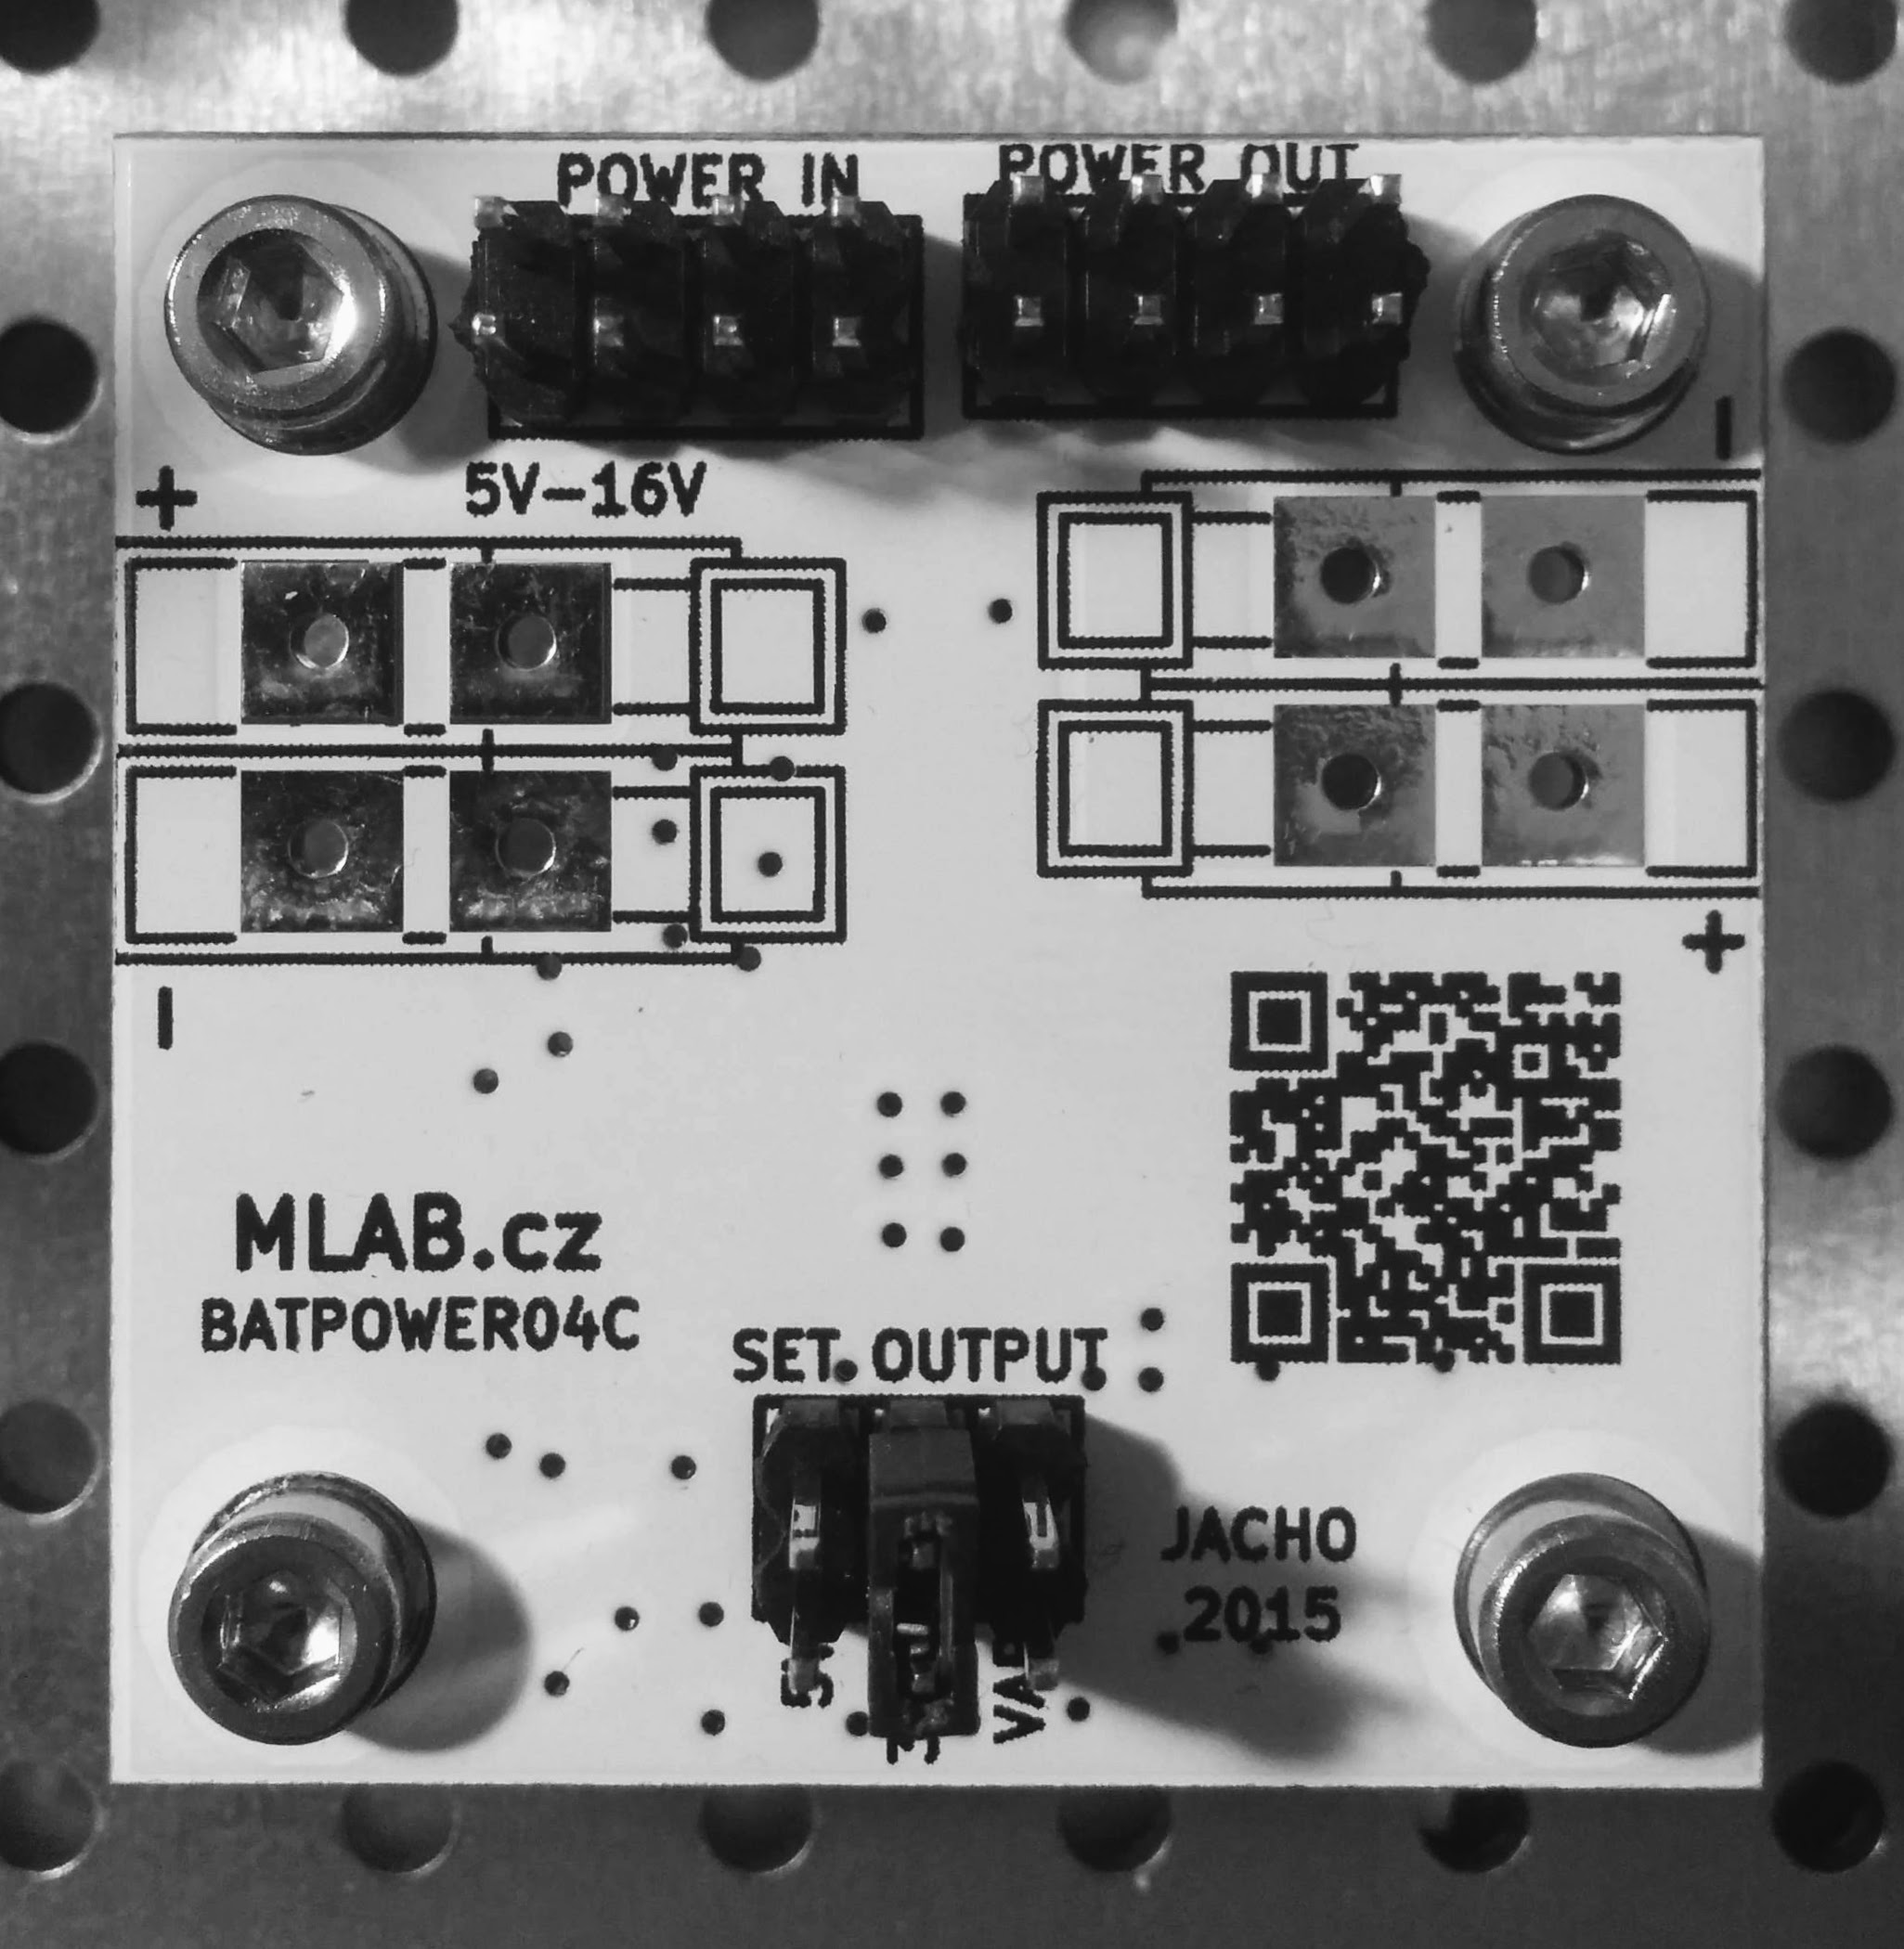 POWER IN
POWER OUT
+
5V-16V
-
-
+
MLAB.cz
BATPOWER04C
SET OUTPUT
JACHO
2015